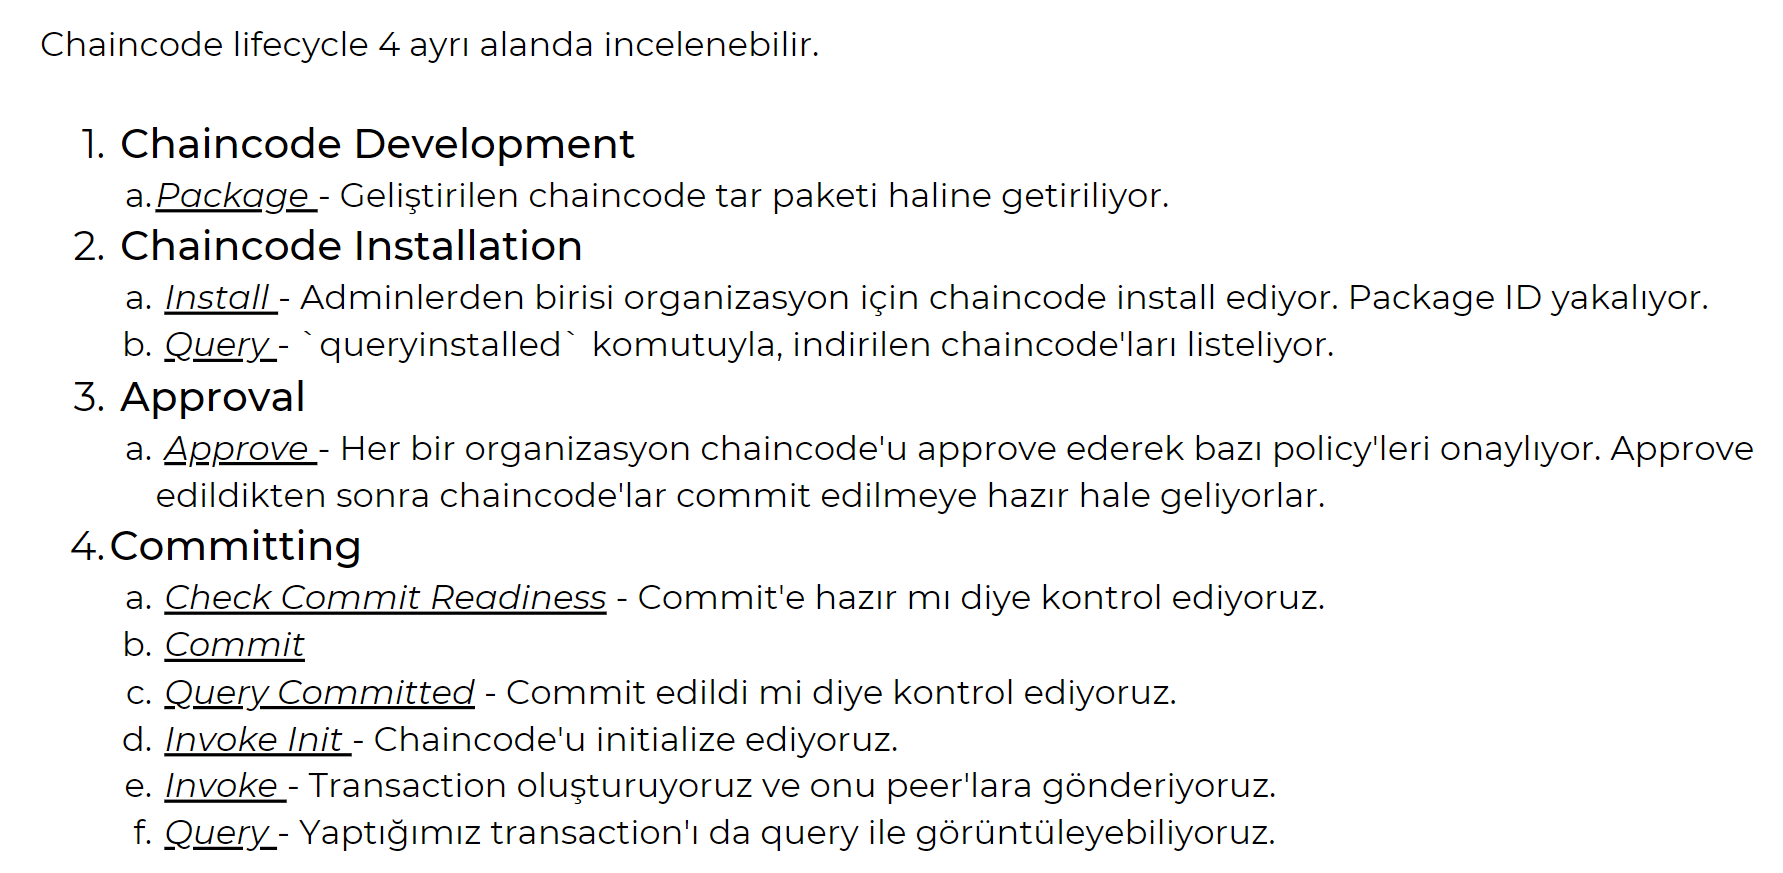 Chaincode lifecycle 4 ayrı alanda incelenebilir.
1. Chaincode Development
a. Package - Geliştirilen chaincode tar paketi haline getiriliyor.
2. Chaincode Installation
a. Install - Adminlerden birisi organizasyon için chaincode install ediyor. Package ID yakalıyor.
b. Query - `queryinstalled` komutuyla, indirilen chaincode'ları listeliyor.
3. Approval
a. Approve - Her bir organizasyon chaincode'u approve ederek bazı policy'leri onaylıyor. Approve
edildikten sonra chaincode'lar commit edilmeye hazır hale geliyorlar.
4. Committing
a. Check Commit Readiness - Commit'e hazır mı diye kontrol ediyoruz.
b. Commit
c. Query Committed - Commit edildi mi diye kontrol ediyoruz.
d. Invoke Init - Chaincode'u initialize ediyoruz.
e. Invoke - Transaction oluşturuyoruz ve onu peer'lara gönderiyoruz.
f. Query - Yaptığımız transaction'ı da query ile görüntüleyebiliyoruz.